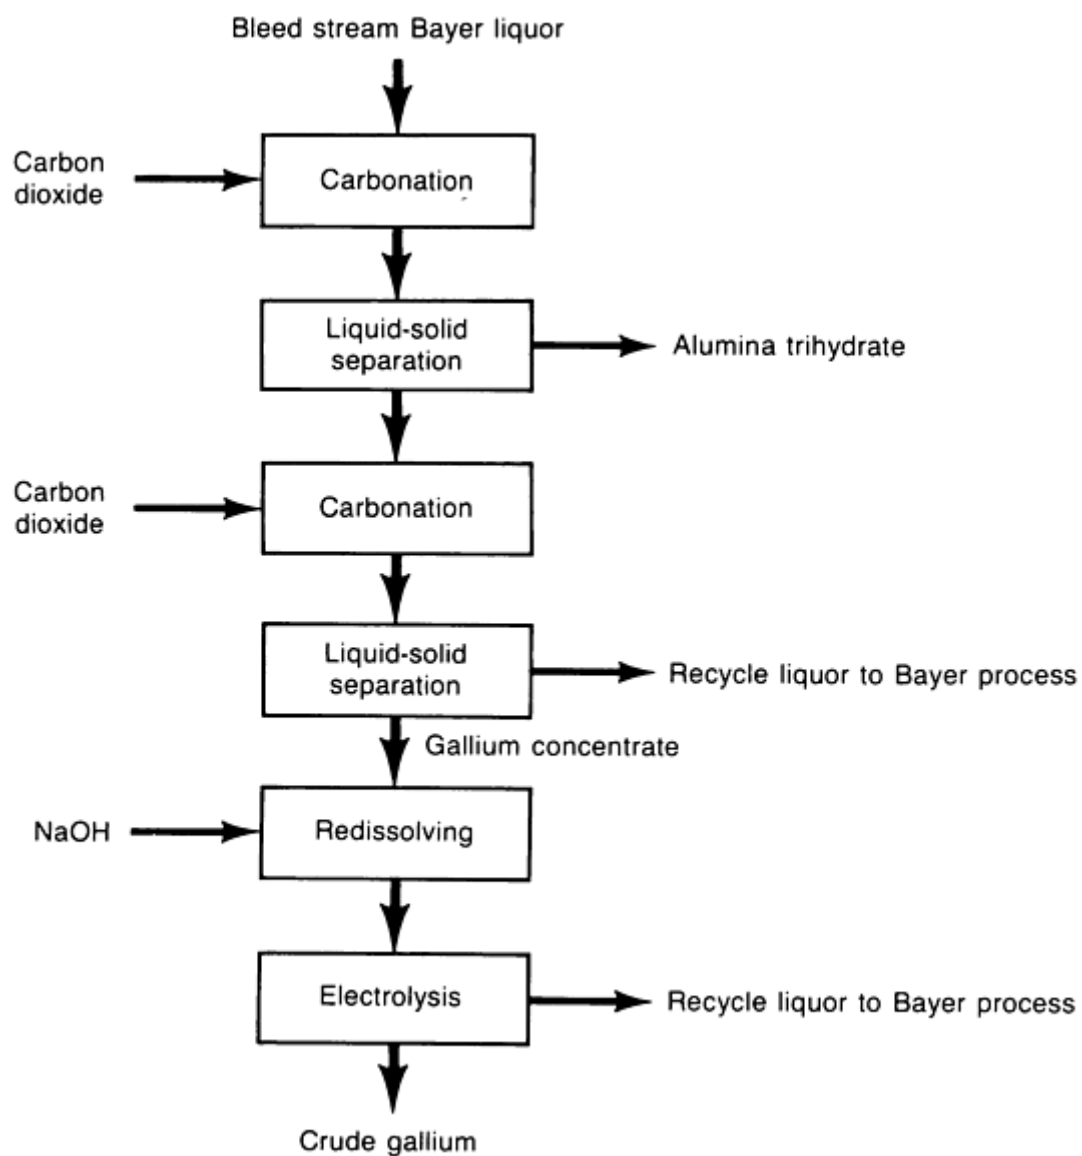 Bleed stream Bayer liquor
Carbon
dioxide
Carbonation
Liquid-solid
separation
Alumina trihydrate
Carbon
dioxide
Carbonation
Liquid-solid
separation
Recycle liquor to Bayer process
Gallium concentrate
NaOH
Redissolving
Electrolysis
Recycle liquor to Bayer process
Crude gallium